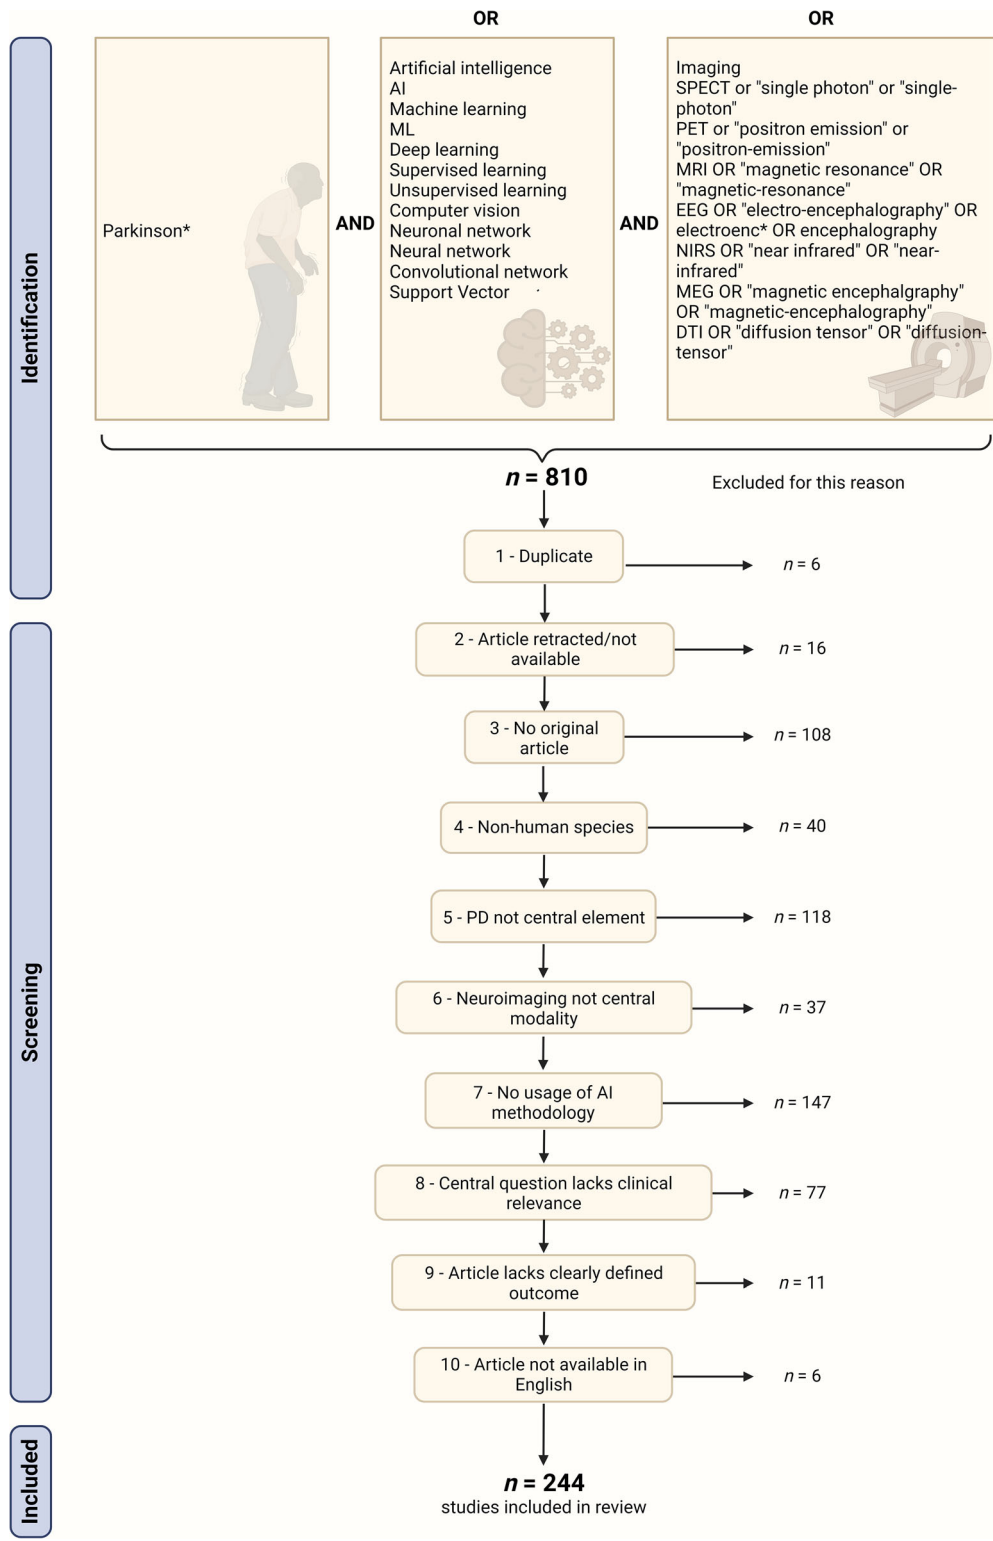 OR
OR
Identification
Parkinson*
AND
Artificial intelligence
AI
Machine learning
ML
Deep learning
Supervised learning
Unsupervised learning
Computer vision
Neuronal network
Neural network
Convolutional network
Support Vector
AND
Imaging
SPECT or "single photon" or "single-
photon"
PET or "positron emission" or
"positron-emission"
MRI OR "magnetic resonance" OR
"magnetic-resonance"
EEG OR "electro-encephalography" OR
electroenc* OR encephalography
NIRS OR "near infrared" OR "near-
infrared"
MEG OR "magnetic encephalgraphy"
OR "magnetic-encephalography"
DTI OR "diffusion tensor" OR "diffusion-
tensor"
n = 810
Excluded for this reason
1 - Duplicate
n = 6
Screening
2 - Article retracted/not
available
n = 16
3 - No original
article
n = 108
4 - Non-human species
n = 40
5 - PD not central element
n = 118
6 - Neuroimaging not central
modality
n = 37
7 - No usage of AI
methodology
n = 147
8 - Central question lacks clinical
relevance
n = 77
9 - Article lacks clearly defined
outcome
n = 11
10 - Article not available in
English
n = 6
Included
n = 244
studies included in review